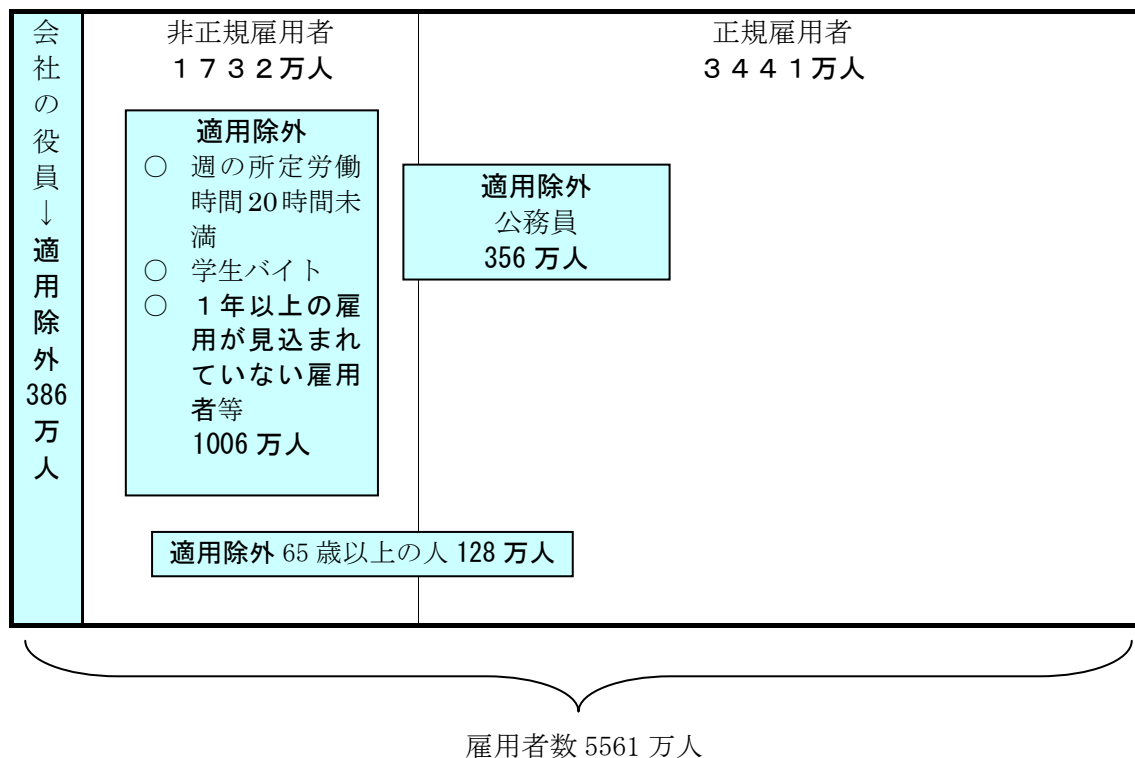 会社の役員→適用除外386万人
非正規雇用者
１７３２万人
正規雇用者
３４４１万人
適用除外
○ 週の所定労働
時間20時間未
満
○ 学生バイト
○ １年以上の雇
用が見込まれ
ていない雇用
者等
1006 万人
適用除外
公務員
356 万人
適用除外 65 歳以上の人 128 万人
雇用者数 5561 万人